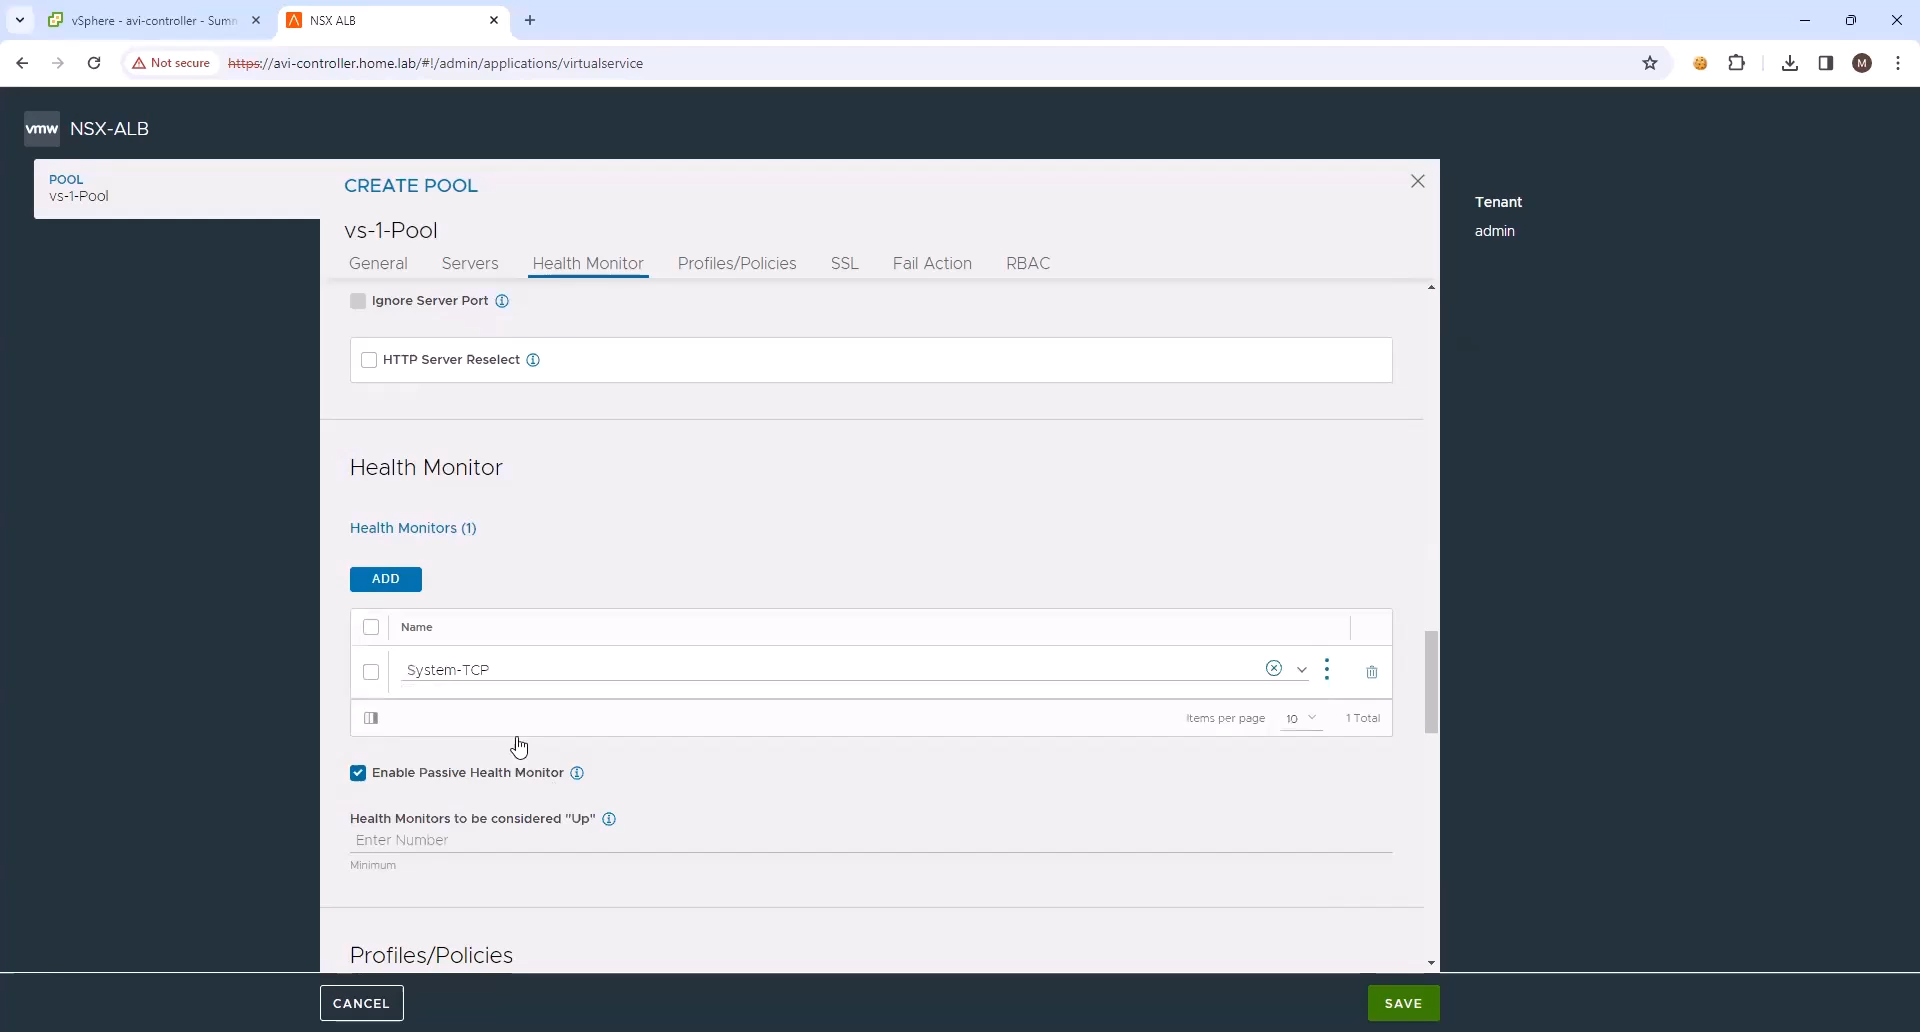 vSphere - avi-controller - Summ
NSX ALB
Not secure
https://avi-controller.home.lab/#!/admin/applications/virtualservice
M
vmw NSX-ALB
POOL
vs-1-Pool
CREATE POOL
Tenant
admin
vs-1-Pool
General Servers Health Monitor Profiles/Policies SSL Fail Action RBAC
Ignore Server Port
HTTP Server Reselect
Health Monitor
Health Monitors (1)
ADD
Name
System-TCP
Items per page 10 1 Total
Enable Passive Health Monitor
Health Monitors to be considered "Up"
Enter Number
Minimum
Profiles/Policies
CANCEL SAVE